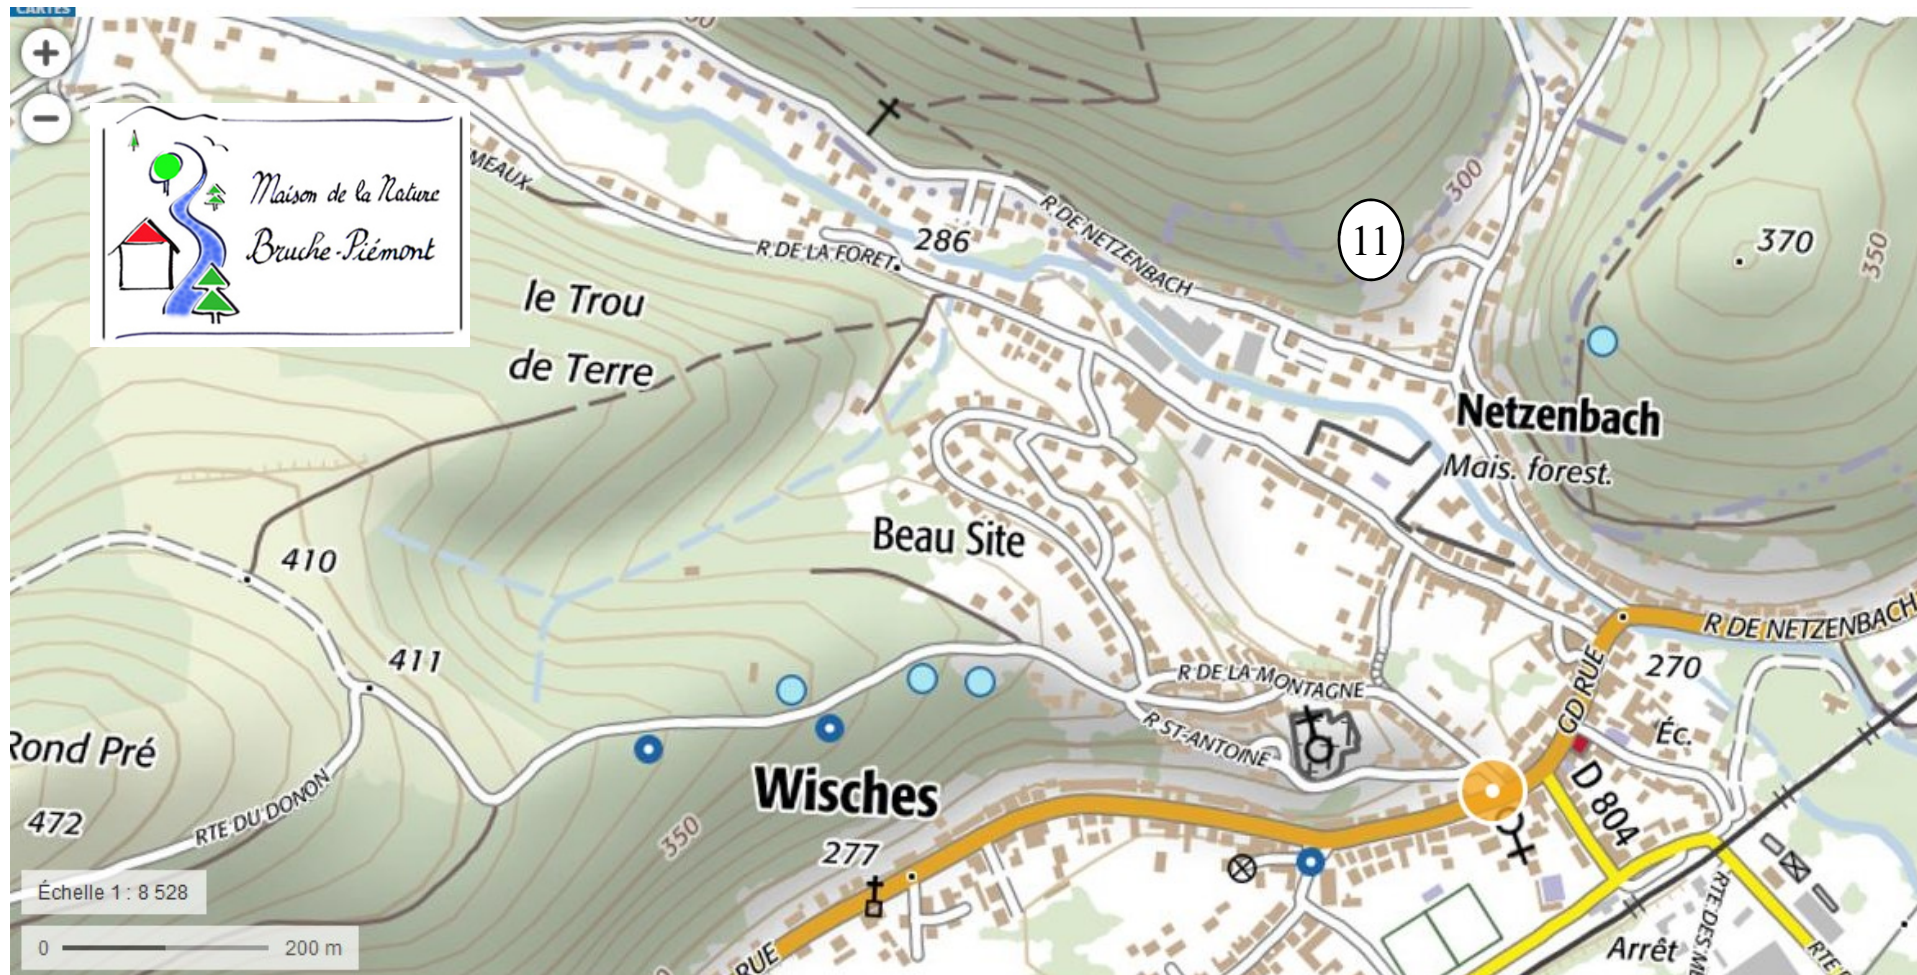 CARTES
+
−
Maison de la Nature
Bruche-Piémont
MEAUX
R DE LA FORET
286
R DE NETZENBACH
300
11
370
350
le Trou
de Terre
Netzenbach
Mais. forest.
Beau Site
410
411
R DE LA MONTAGNE
R ST-ANTOINE
GD RUE
R DE NETZENBACH
270
Éc.
D 804
Rond Pré
472
RTE DU DONON
Wisches
350
277
RUE
Arrêt
RTE DES MI
RTE
Échelle 1 : 8 528
0 200 m